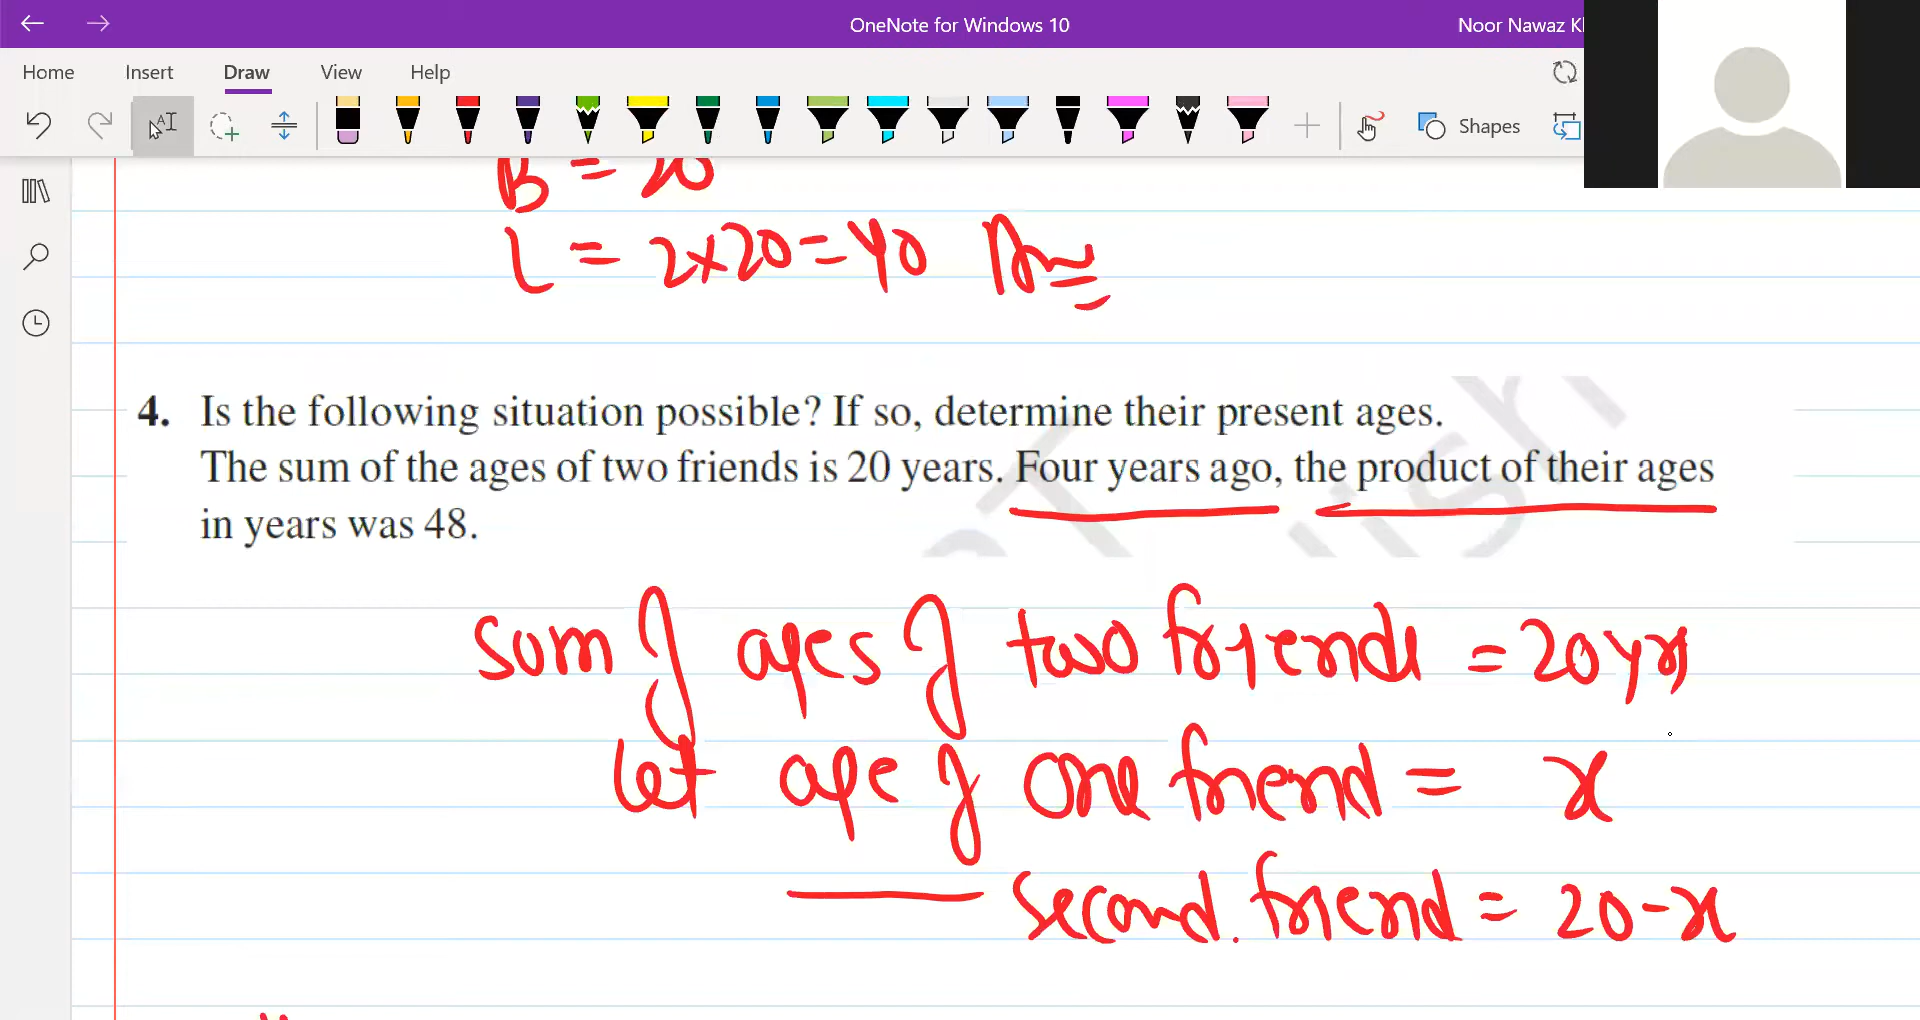 OneNote for Windows 10
Noor Nawaz Kl
Home Insert Draw View Help
Shapes
B = 20
L = 2×20=40 Ans
4. Is the following situation possible? If so, determine their present ages.
The sum of the ages of two friends is 20 years. Four years ago, the product of their ages
in years was 48.
Sum of ages of two friends = 20 yrs
let age of one friend = x
second friend = 20-x